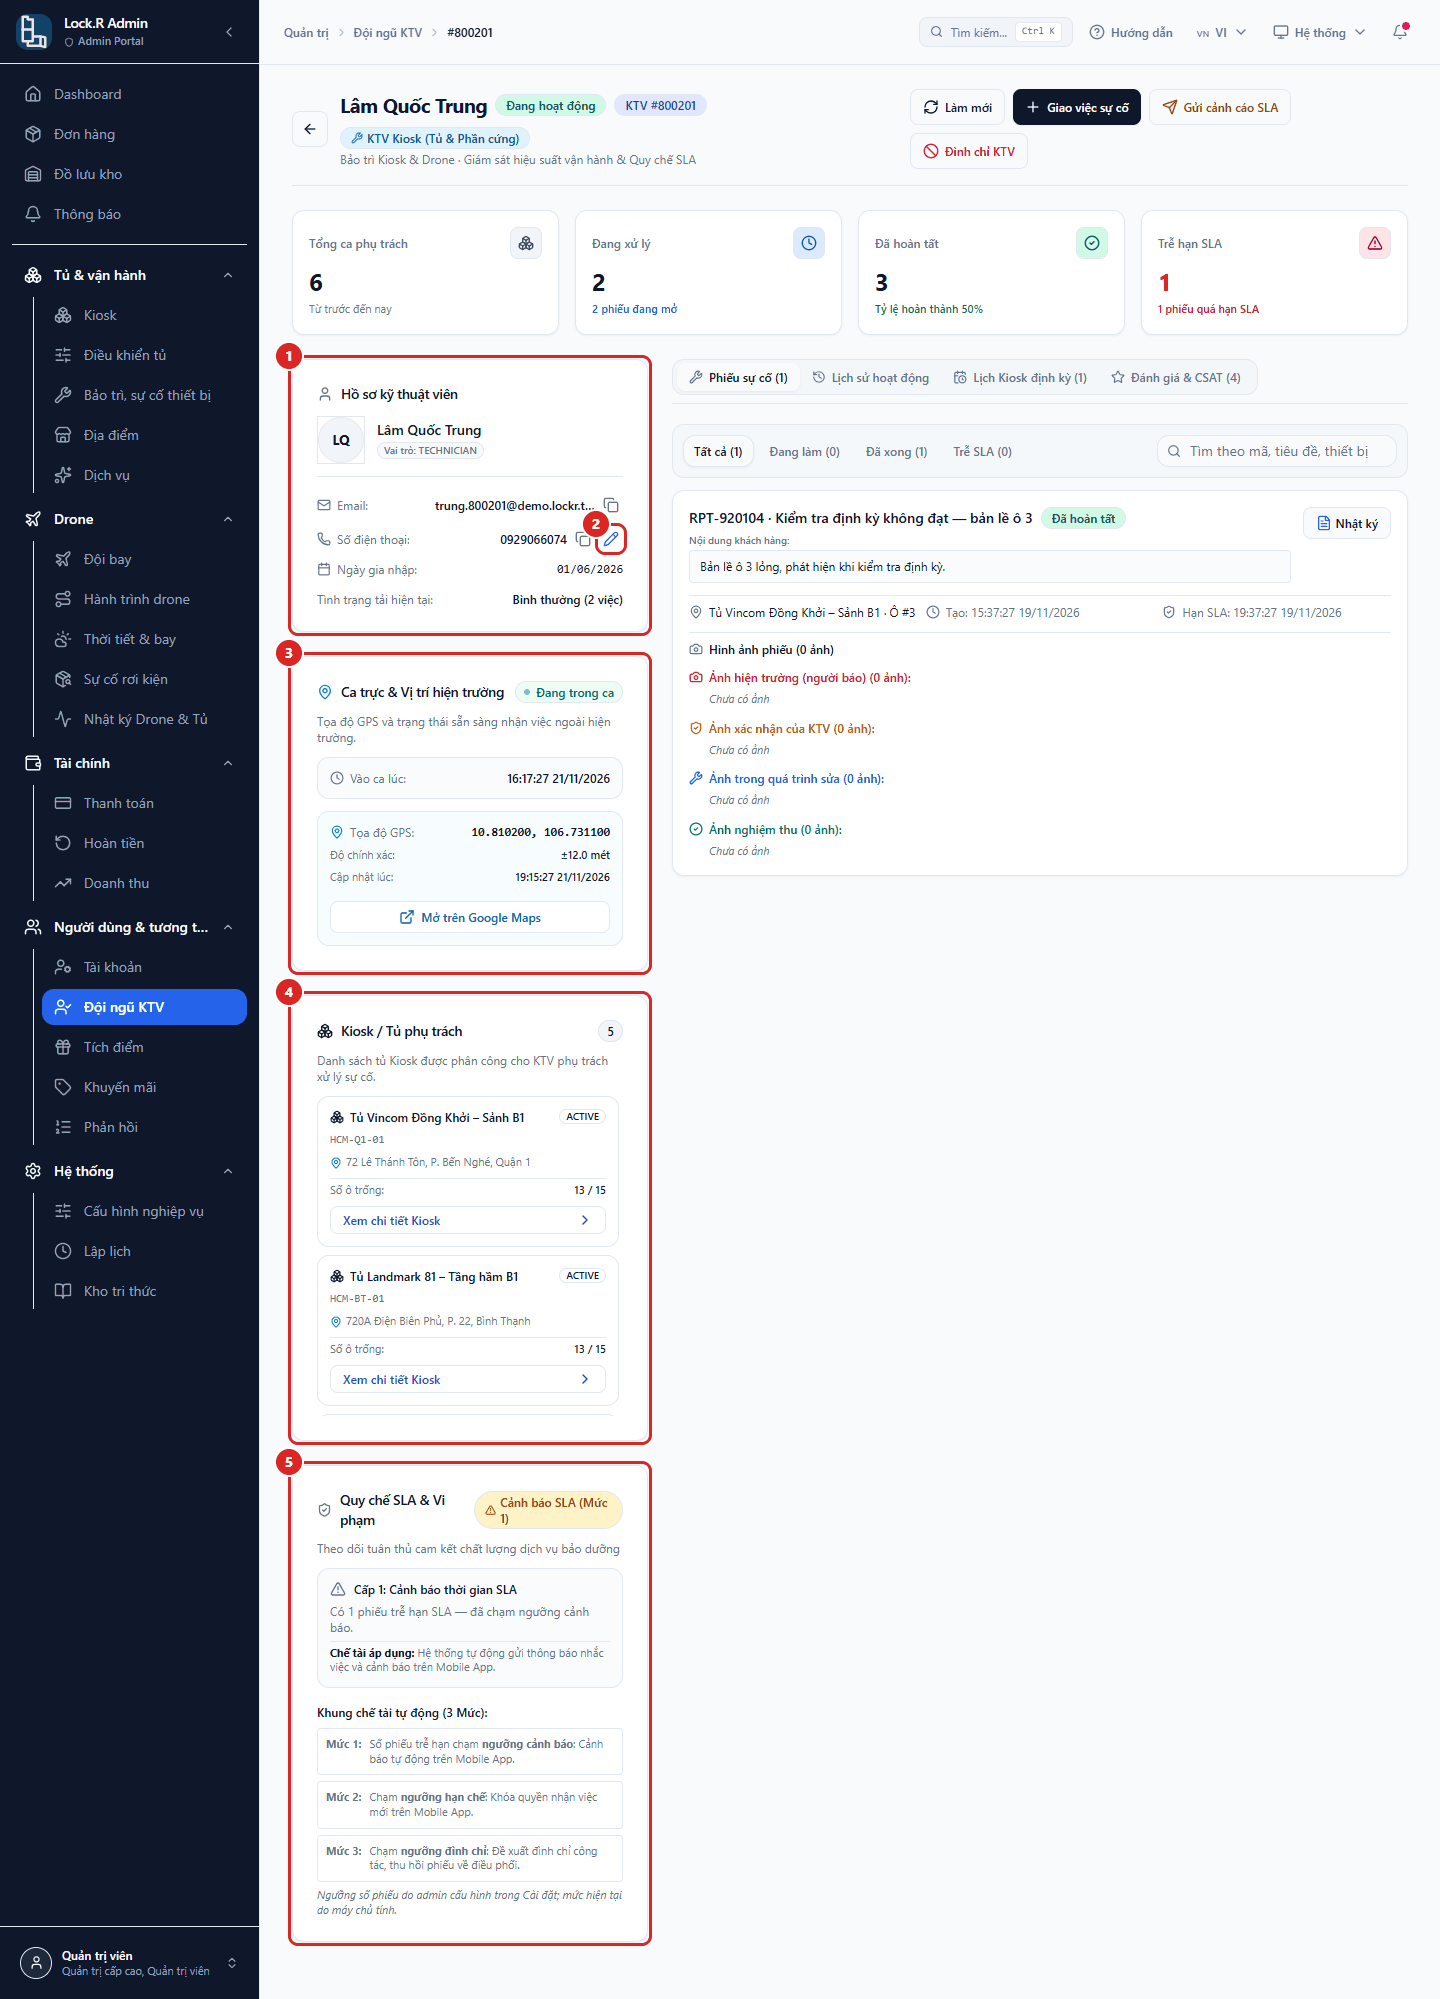 Lock.R Admin
Admin Portal
Dashboard
Đơn hàng
Đồ lưu kho
Thông báo
Tủ & vận hành
Kiosk
Điều khiển tủ
Bảo trì, sự cố thiết bị
Địa điểm
Dịch vụ
Drone
Đội bay
Hành trình drone
Thời tiết & bay
Sự cố rơi kiện
Nhật ký Drone & Tủ
Tài chính
Thanh toán
Hoàn tiền
Doanh thu
Người dùng & tương t...
Tài khoản
Đội ngũ KTV
Tích điểm
Khuyến mãi
Phản hồi
Hệ thống
Cấu hình nghiệp vụ
Lập lịch
Kho tri thức
Quản trị viên
Quản trị cấp cao, Quản trị viên
Quản trị > Đội ngũ KTV > #800201
Tìm kiếm... Ctrl K
Hướng dẫn
VN VI
Hệ thống
Lâm Quốc Trung Đang hoạt động KTV #800201
KTV Kiosk (Tủ & Phần cứng)
Bảo trì Kiosk & Drone · Giám sát hiệu suất vận hành & Quy chế SLA
Làm mới
Giao việc sự cố
Gửi cảnh cáo SLA
Đình chỉ KTV
Tổng ca phụ trách
6
Từ trước đến nay
Đang xử lý
2
2 phiếu đang mở
Đã hoàn tất
3
Tỷ lệ hoàn thành 50%
Trễ hạn SLA
1
1 phiếu quá hạn SLA
1
Hồ sơ kỹ thuật viên
LQ
Lâm Quốc Trung
Vai trò: TECHNICIAN
Email: trung.800201@demo.lockr.t...
2
Số điện thoại: 0929066074
Ngày gia nhập: 01/06/2026
Tình trạng tải hiện tại: Bình thường (2 việc)
3
Ca trực & Vị trí hiện trường Đang trong ca
Tọa độ GPS và trạng thái sẵn sàng nhận việc ngoài hiện
trường.
Vào ca lúc: 16:17:27 21/11/2026
Tọa độ GPS: 10.810200, 106.731100
Độ chính xác: ±12.0 mét
Cập nhật lúc: 19:15:27 21/11/2026
Mở trên Google Maps
4
Kiosk / Tủ phụ trách 5
Danh sách tủ Kiosk được phân công cho KTV phụ trách
xử lý sự cố.
Tủ Vincom Đồng Khởi – Sảnh B1 ACTIVE
HCM-Q1-01
72 Lê Thánh Tôn, P. Bến Nghé, Quận 1
Số ô trống: 13 / 15
Xem chi tiết Kiosk
Tủ Landmark 81 – Tầng hầm B1 ACTIVE
HCM-BT-01
720A Điện Biên Phủ, P. 22, Bình Thạnh
Số ô trống: 13 / 15
Xem chi tiết Kiosk
5
Quy chế SLA & Vi
phạm
Cảnh báo SLA (Mức
1)
Theo dõi tuân thủ cam kết chất lượng dịch vụ bảo dưỡng
Cấp 1: Cảnh báo thời gian SLA
Có 1 phiếu trễ hạn SLA — đã chạm ngưỡng cảnh
báo.
Chế tài áp dụng: Hệ thống tự động gửi thông báo nhắc
việc và cảnh báo trên Mobile App.
Khung chế tài tự động (3 Mức):
Mức 1: Số phiếu trễ hạn chạm ngưỡng cảnh báo: Cảnh
báo tự động trên Mobile App.
Mức 2: Chạm ngưỡng hạn chế: Khóa quyền nhận việc
mới trên Mobile App.
Mức 3: Chạm ngưỡng đình chỉ: Đề xuất đình chỉ công
tác, thu hồi phiếu về điều phối.
Ngưỡng số phiếu do admin cấu hình trong Cài đặt; mức hiện tại
do máy chủ tính.
Phiếu sự cố (1)
Lịch sử hoạt động
Lịch Kiosk định kỳ (1)
Đánh giá & CSAT (4)
Tất cả (1)
Đang làm (0)
Đã xong (1)
Trễ SLA (0)
Tìm theo mã, tiêu đề, thiết bị
RPT-920104 · Kiểm tra định kỳ không đạt — bản lề ô 3 Đã hoàn tất
Nhật ký
Nội dung khách hàng:
Bản lề ô 3 lỏng, phát hiện khi kiểm tra định kỳ.
Tủ Vincom Đồng Khởi – Sảnh B1 · Ô #3
Tạo: 15:37:27 19/11/2026
Hạn SLA: 19:37:27 19/11/2026
Hình ảnh phiếu (0 ảnh)
Ảnh hiện trường (người báo) (0 ảnh):
Chưa có ảnh
Ảnh xác nhận của KTV (0 ảnh):
Chưa có ảnh
Ảnh trong quá trình sửa (0 ảnh):
Chưa có ảnh
Ảnh nghiệm thu (0 ảnh):
Chưa có ảnh